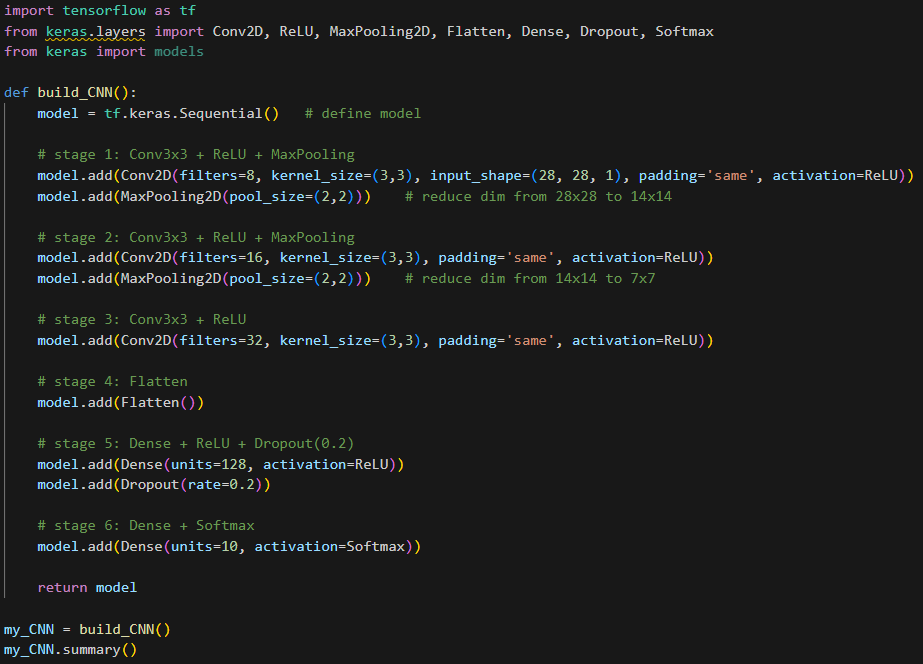 import tensorflow as tf
from keras.layers import Conv2D, ReLU, MaxPooling2D, Flatten, Dense, Dropout, Softmax
from keras import models

def build_CNN():
    model = tf.keras.Sequential()   # define model

    # stage 1: Conv3x3 + ReLU + MaxPooling
    model.add(Conv2D(filters=8, kernel_size=(3,3), input_shape=(28, 28, 1), padding='same', activation=ReLU))
    model.add(MaxPooling2D(pool_size=(2,2)))    # reduce dim from 28x28 to 14x14

    # stage 2: Conv3x3 + ReLU + MaxPooling
    model.add(Conv2D(filters=16, kernel_size=(3,3), padding='same', activation=ReLU))
    model.add(MaxPooling2D(pool_size=(2,2)))    # reduce dim from 14x14 to 7x7

    # stage 3: Conv3x3 + ReLU
    model.add(Conv2D(filters=32, kernel_size=(3,3), padding='same', activation=ReLU))

    # stage 4: Flatten
    model.add(Flatten())

    # stage 5: Dense + ReLU + Dropout(0.2)
    model.add(Dense(units=128, activation=ReLU))
    model.add(Dropout(rate=0.2))

    # stage 6: Dense + Softmax
    model.add(Dense(units=10, activation=Softmax))

    return model

my_CNN = build_CNN()
my_CNN.summary()